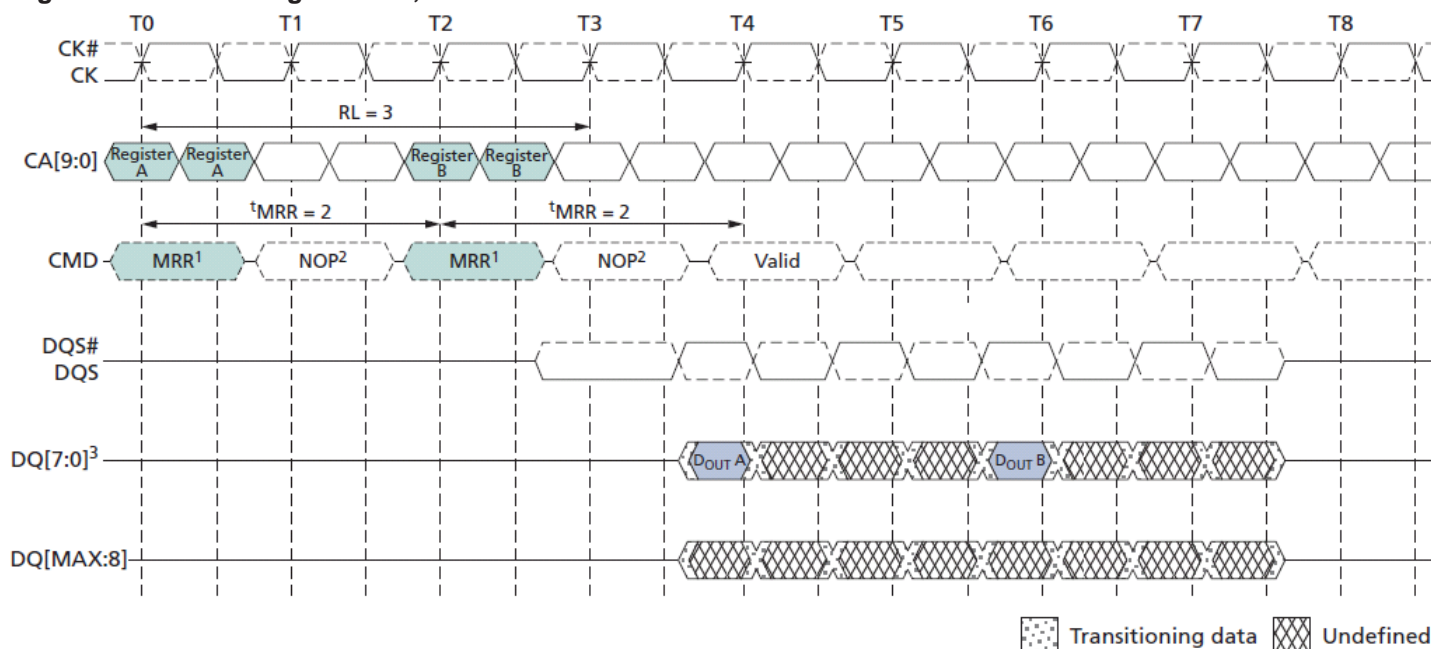 T0 T1 T2 T3 T4 T5 T6 T7 T8
CK#
CK
RL = 3
CA[9:0] Register A Register A Register B Register B
tMRR = 2 tMRR = 2
CMD MRR1 NOP2 MRR1 NOP2 Valid
DQS#
DQS
DQ[7:0]3 DOUT A DOUT B
DQ[MAX:8]
Transitioning data Undefined